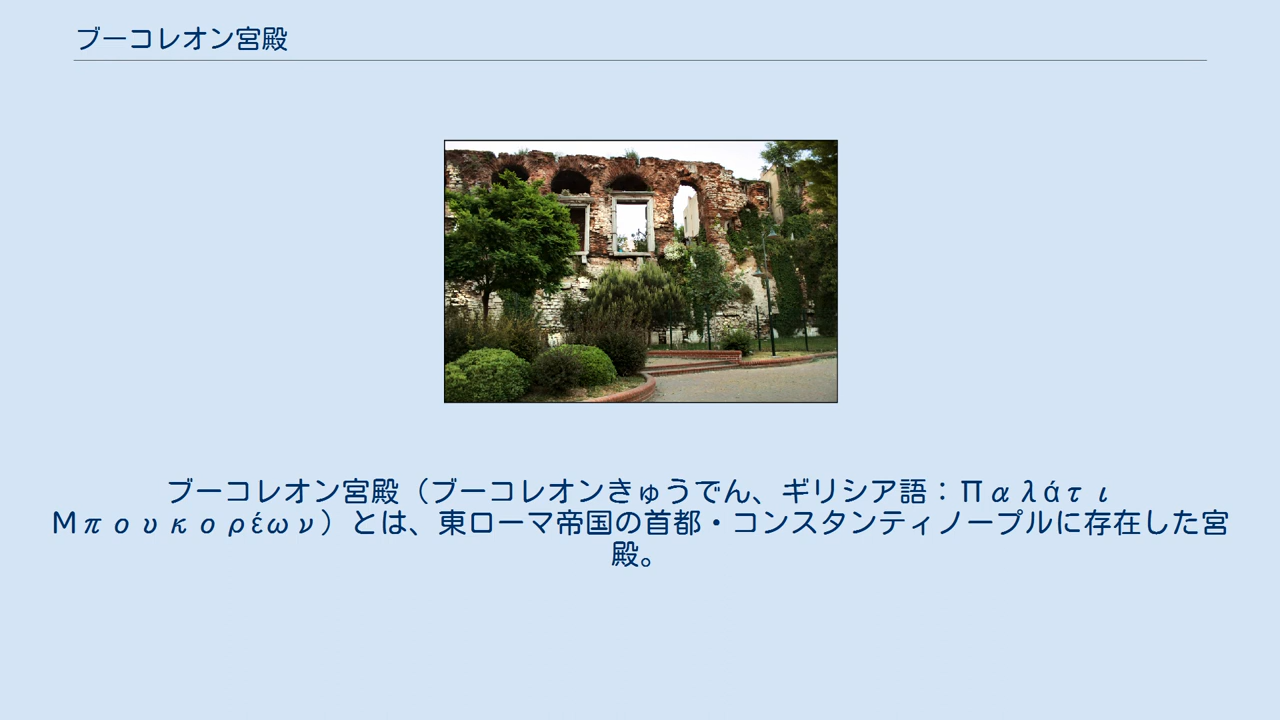 ブーコレオン宮殿
ブーコレオン宮殿（ブーコレオンきゅうでん、ギリシア語：Παλάτι
Μπουκορέων）とは、東ローマ帝国の首都・コンスタンティノープルに存在した宮
殿。